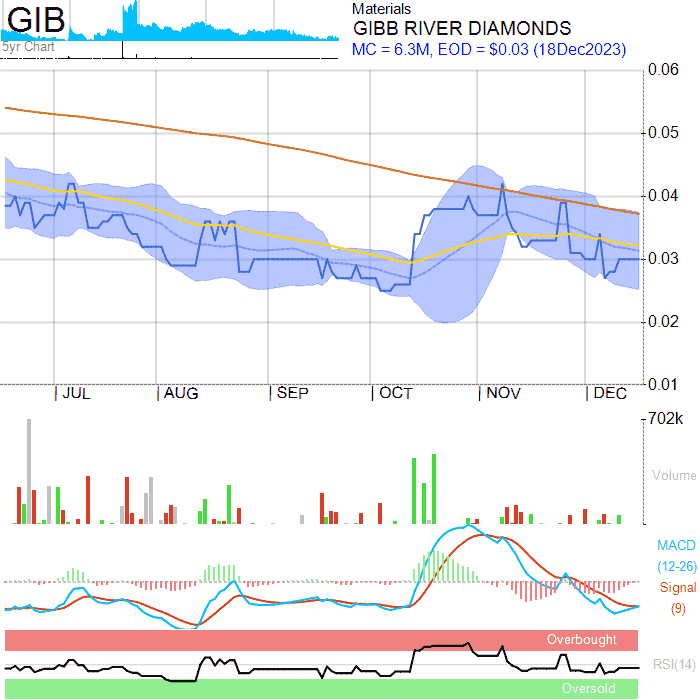 GIB
5yr Chart
Materials
GIBB RIVER DIAMONDS
MC = 6.3M, EOD = $0.03 (18Dec2023)
0.06
0.05
0.04
0.03
0.02
0.01
JUL AUG SEP OCT NOV DEC
702k
Volume
MACD
(12-26)
Signal
(9)
Overbought
RSI(14)
Oversold